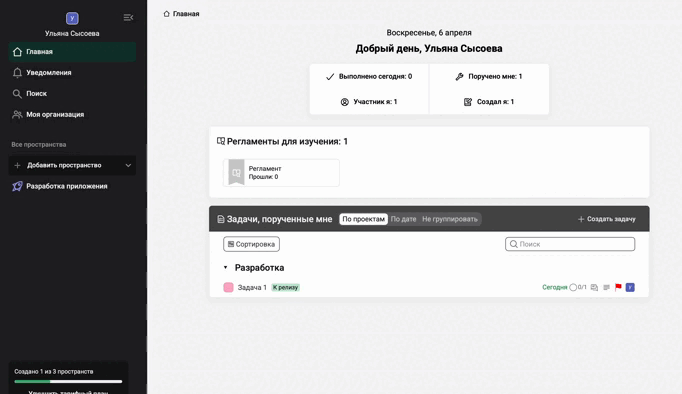 У
Ульяна Сысоева
Главная
Уведомления
Поиск
Моя организация
Все пространства
Добавить пространство
Разработка приложения
Создано 1 из 3 пространств
Главная
Воскресенье, 6 апреля
Добрый день, Ульяна Сысоева
Выполнено сегодня: 0
Поручено мне: 1
Участник я: 1
Создал я: 1
Регламенты для изучения: 1
Регламент
Прошли: 0
Задачи, порученные мне
По проектам По дате Не группировать
Создать задачу
Сортировка
Поиск
Разработка
Задача 1 К релизу
Сегодня 0/1